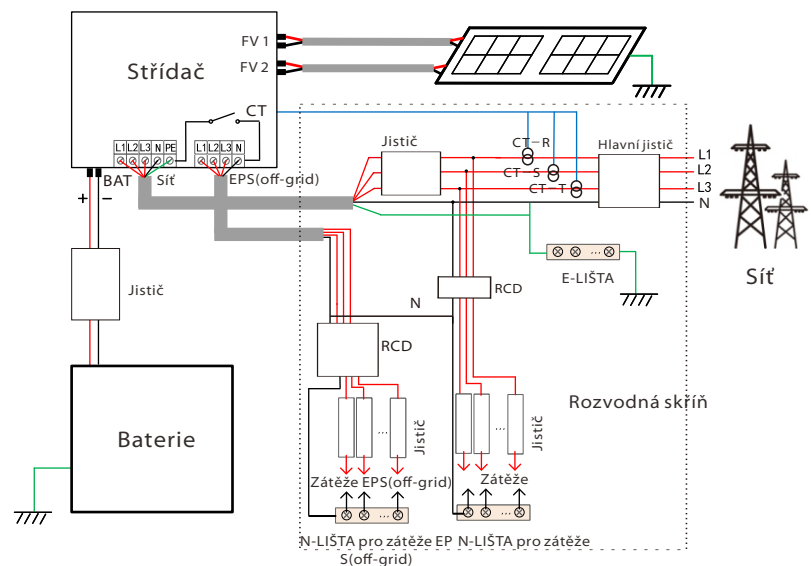 FV 1
FV 2
Střídač
CT
L1 L2 L3 N PE
L1 L2 L3 N
BAT
Síť
EPS(off-grid)
+
−
Jistič
Hlavní jistič
CT−R
CT−S
CT−T
L1
L2
L3
N
E-LIŠTA
Síť
Jistič
RCD
N
RCD
Baterie
Rozvodná skříň
...
Jistič
...
Jistič
Zátěže EPS(off-grid)
Zátěže
...
...
N-LIŠTA pro zátěže EP
S(off-grid)
N-LIŠTA pro zátěže
...